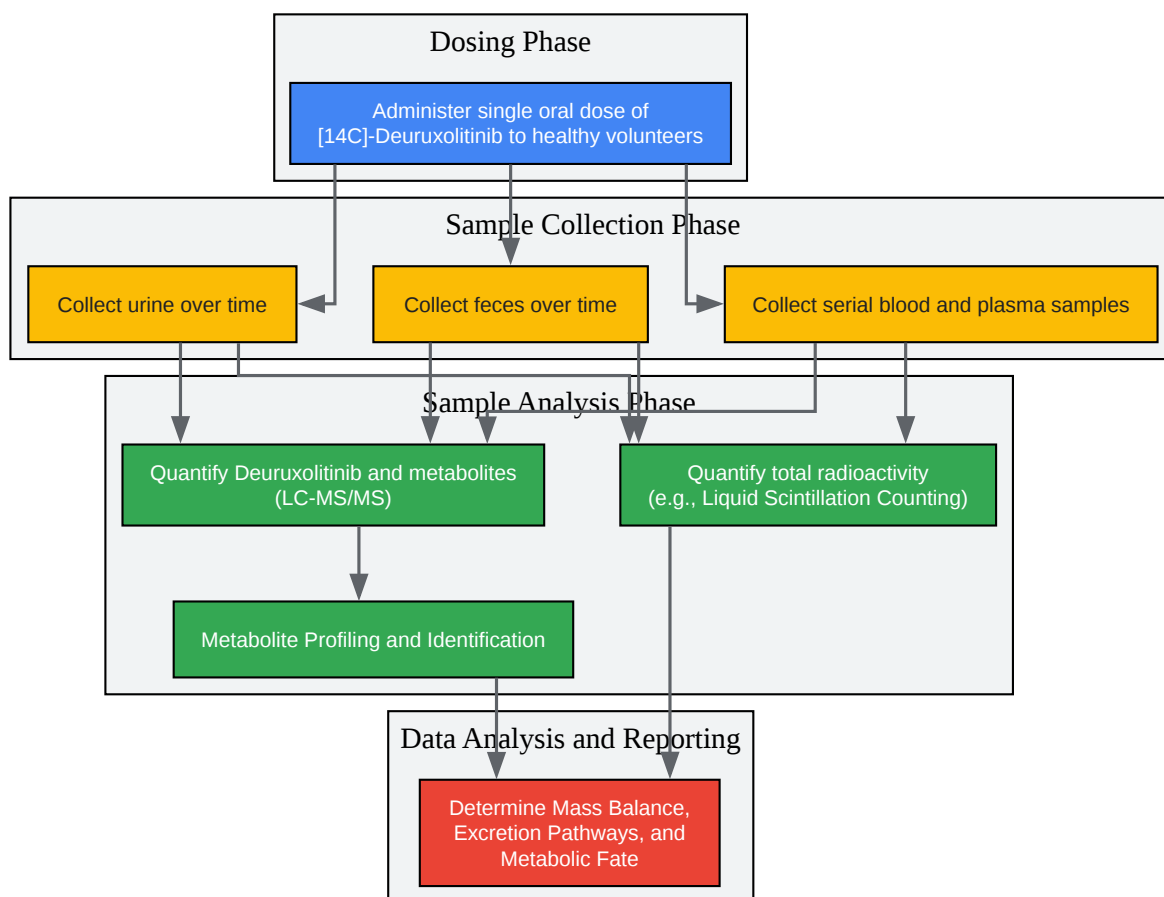 Dosing Phase
Administer single oral dose of
[14C]-Deuruxolitinib to healthy volunteers
Sample Collection Phase
Collect urine over time
Collect feces over time
Collect serial blood and plasma samples
Sample Analysis Phase
Quantify Deuruxolitinib and metabolites
(LC-MS/MS)
Quantify total radioactivity
(e.g., Liquid Scintillation Counting)
Metabolite Profiling and Identification
Data Analysis and Reporting
Determine Mass Balance,
Excretion Pathways, and
Metabolic Fate